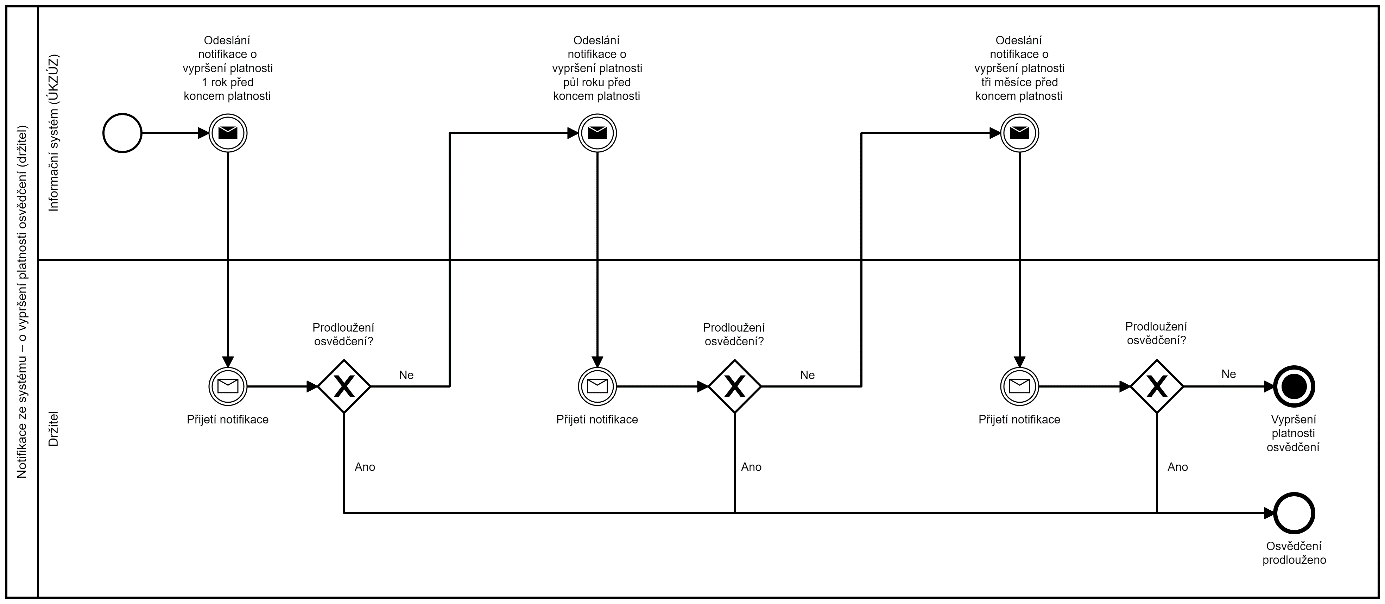 Notifikace ze systému – o vypršení platnosti osvědčení (držitel)
Informační systém (ÚKZÚZ)
Odeslání
notifikace o
vypršení platnosti
1 rok před
koncem platnosti
Odeslání
notifikace o
vypršení platnosti
půl roku před
koncem platnosti
Odeslání
notifikace o
vypršení platnosti
tři měsíce před
koncem platnosti
Držitel
Přijetí notifikace
Prodloužení
osvědčení?
Ne
Ano
Přijetí notifikace
Prodloužení
osvědčení?
Ne
Ano
Přijetí notifikace
Prodloužení
osvědčení?
Ne
Ano
Vypršení
platnosti
osvědčení
Osvědčení
prodlouženo